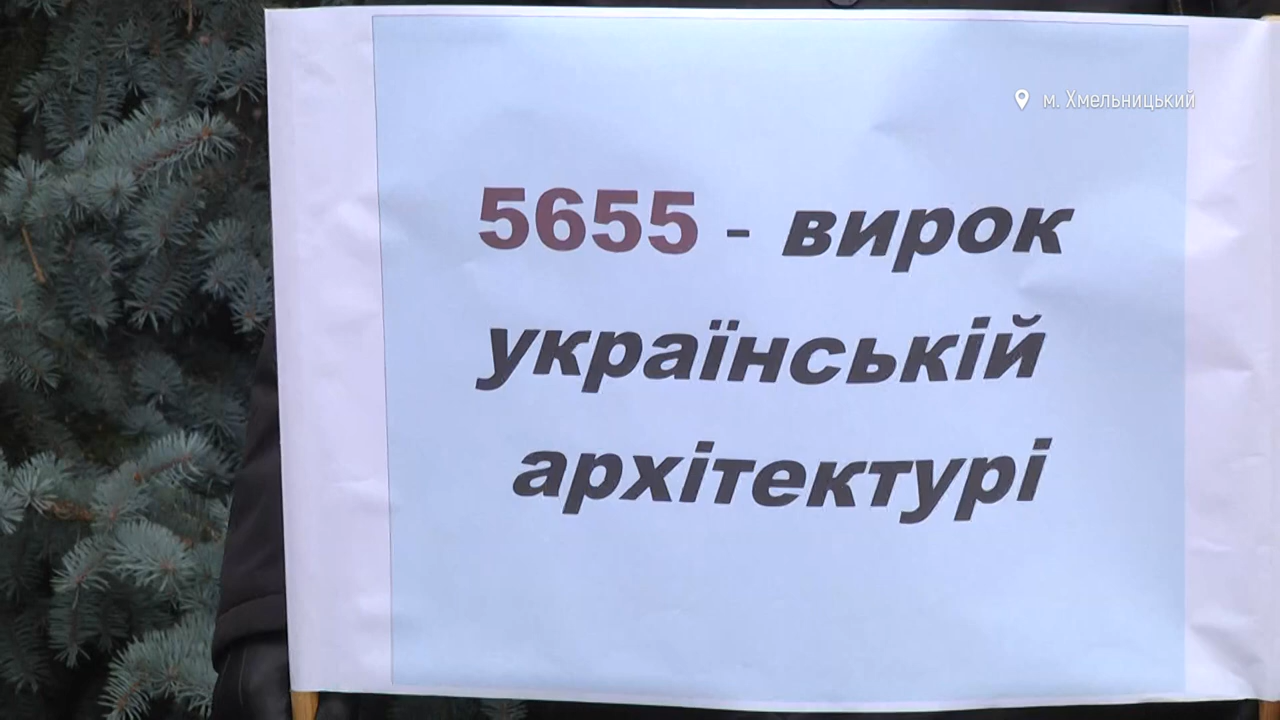 м. Хмельницький
5655 - вирок
українській
архітектурі